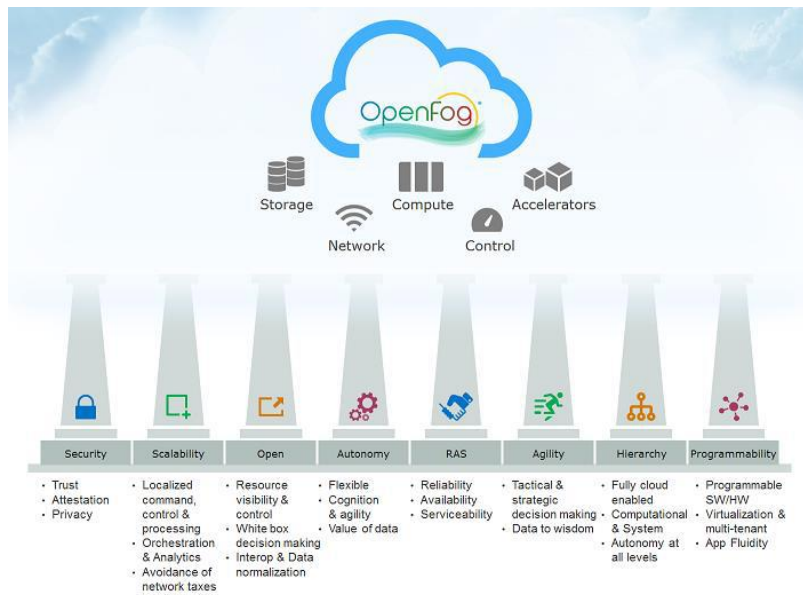 OpenFog
Storage
Compute
Accelerators
Network
Control
Security
Scalability
Open
Autonomy
RAS
Agility
Hierarchy
Programmability
• Trust
• Attestation
• Privacy
• Localized
command,
control &
processing
• Orchestration
& Analytics
• Avoidance of
network taxes
• Resource
visibility &
control
• White box
decision making
• Interop & Data
normalization
• Flexible
• Cognition
& agility
• Value of data
• Reliability
• Availability
• Serviceability
• Tactical &
strategic
decision making
• Data to wisdom
• Fully cloud
enabled
• Computational
& System
• Autonomy at
all levels
• Programmable
SW/HW
• Virtualization &
multi-tenant
• App Fluidity